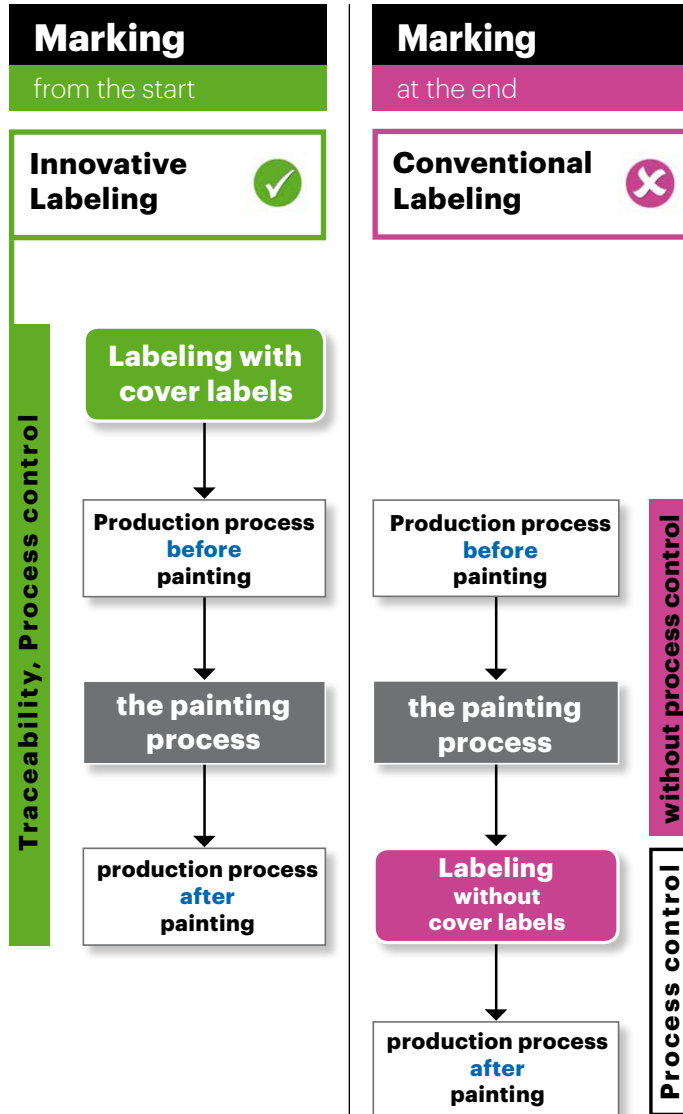 Marking
from the start
Innovative
Labeling
Traceability, Process control
Labeling with
cover labels
Production process
before
painting
the painting
process
production process
after
painting
Marking
at the end
Conventional
Labeling
Production process
before
painting
the painting
process
Labeling
without
cover labels
production process
after
painting
without process control
Process control